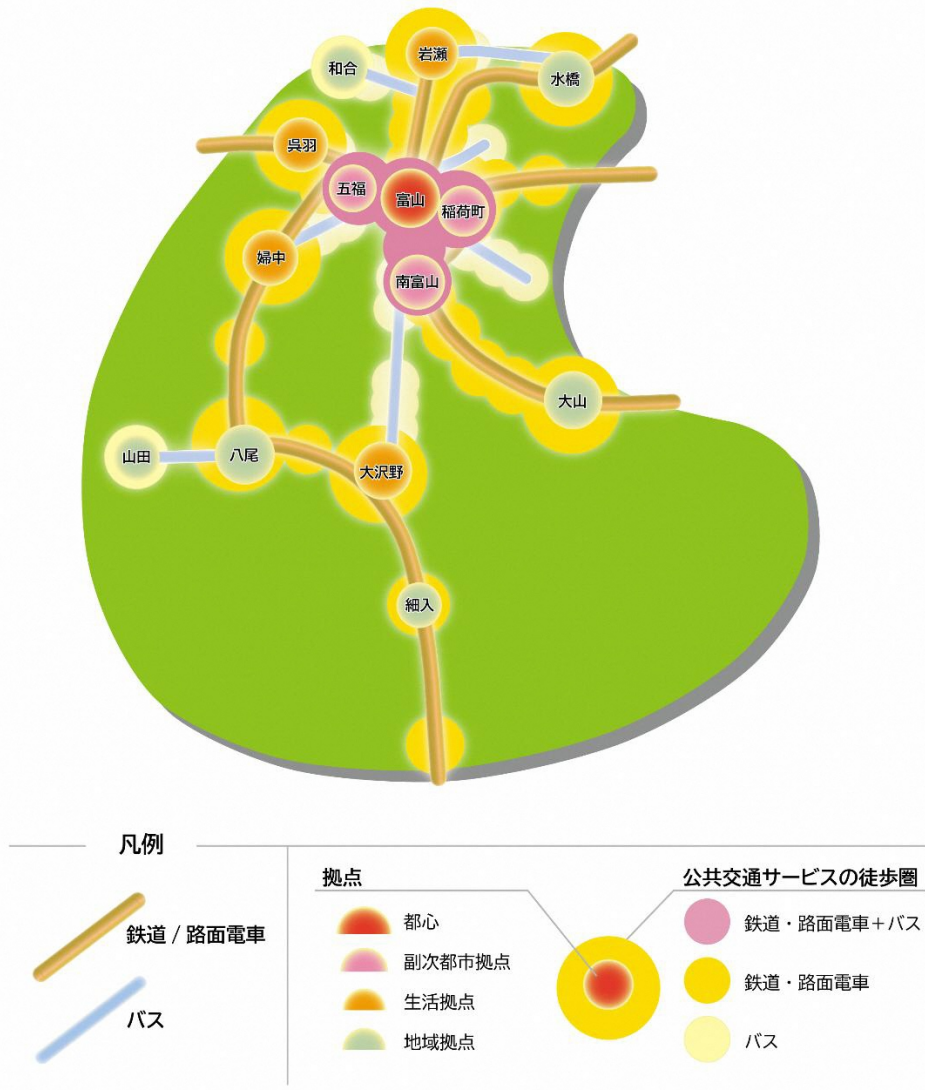 岩瀬
和合
水橋
呉羽
五福
富山
稲荷町
婦中
南富山
大山
山田
八尾
大沢野
細入
凡例
鉄道 / 路面電車
バス
拠点
都心
副次都市拠点
生活拠点
地域拠点
公共交通サービスの徒歩圏
鉄道・路面電車＋バス
鉄道・路面電車
バス